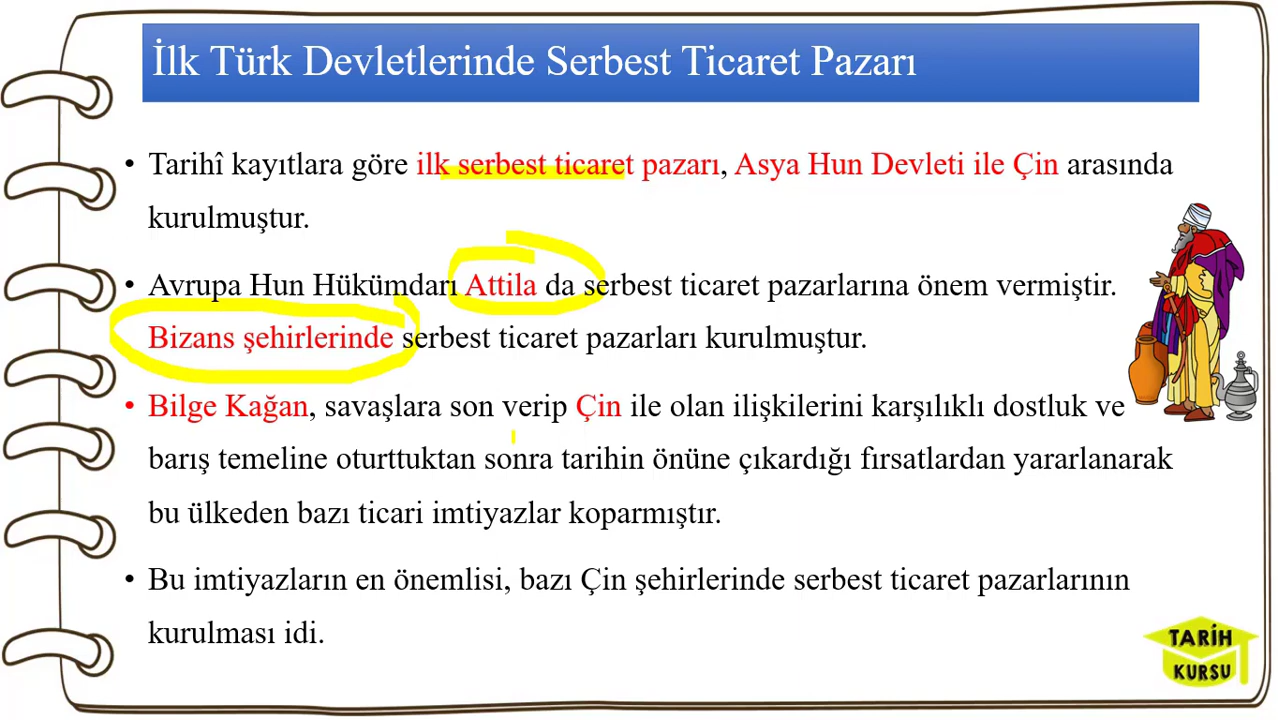 İlk Türk Devletlerinde Serbest Ticaret Pazarı
• Tarihî kayıtlara göre ilk serbest ticaret pazarı, Asya Hun Devleti ile Çin arasında
kurulmuştur.
• Avrupa Hun Hükümdarı Attila da serbest ticaret pazarlarına önem vermiştir.
Bizans şehirlerinde serbest ticaret pazarları kurulmuştur.
• Bilge Kağan, savaşlara son verip Çin ile olan ilişkilerini karşılıklı dostluk ve
barış temeline oturttuktan sonra tarihin önüne çıkardığı fırsatlardan yararlanarak
bu ülkeden bazı ticari imtiyazlar koparmıştır.
• Bu imtiyazların en önemlisi, bazı Çin şehirlerinde serbest ticaret pazarlarının
kurulması idi.
TARİH
KURSU